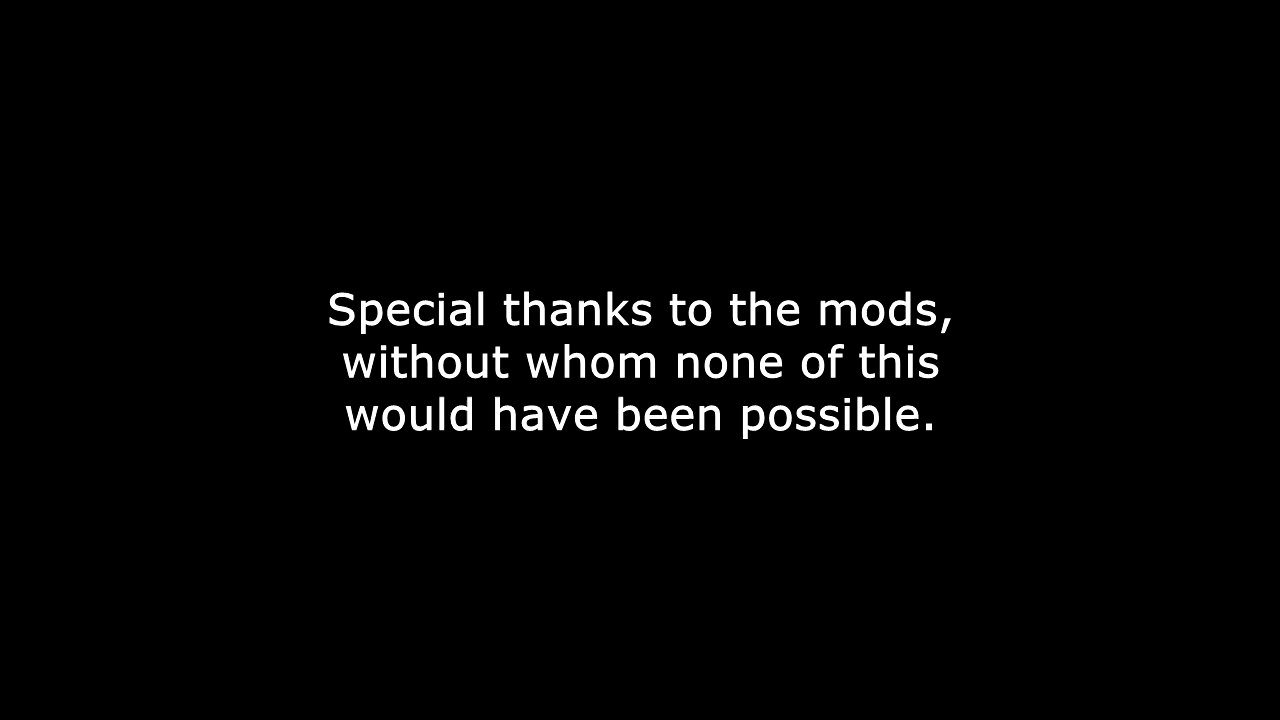 Special thanks to the mods,
without whom none of this
would have been possible.